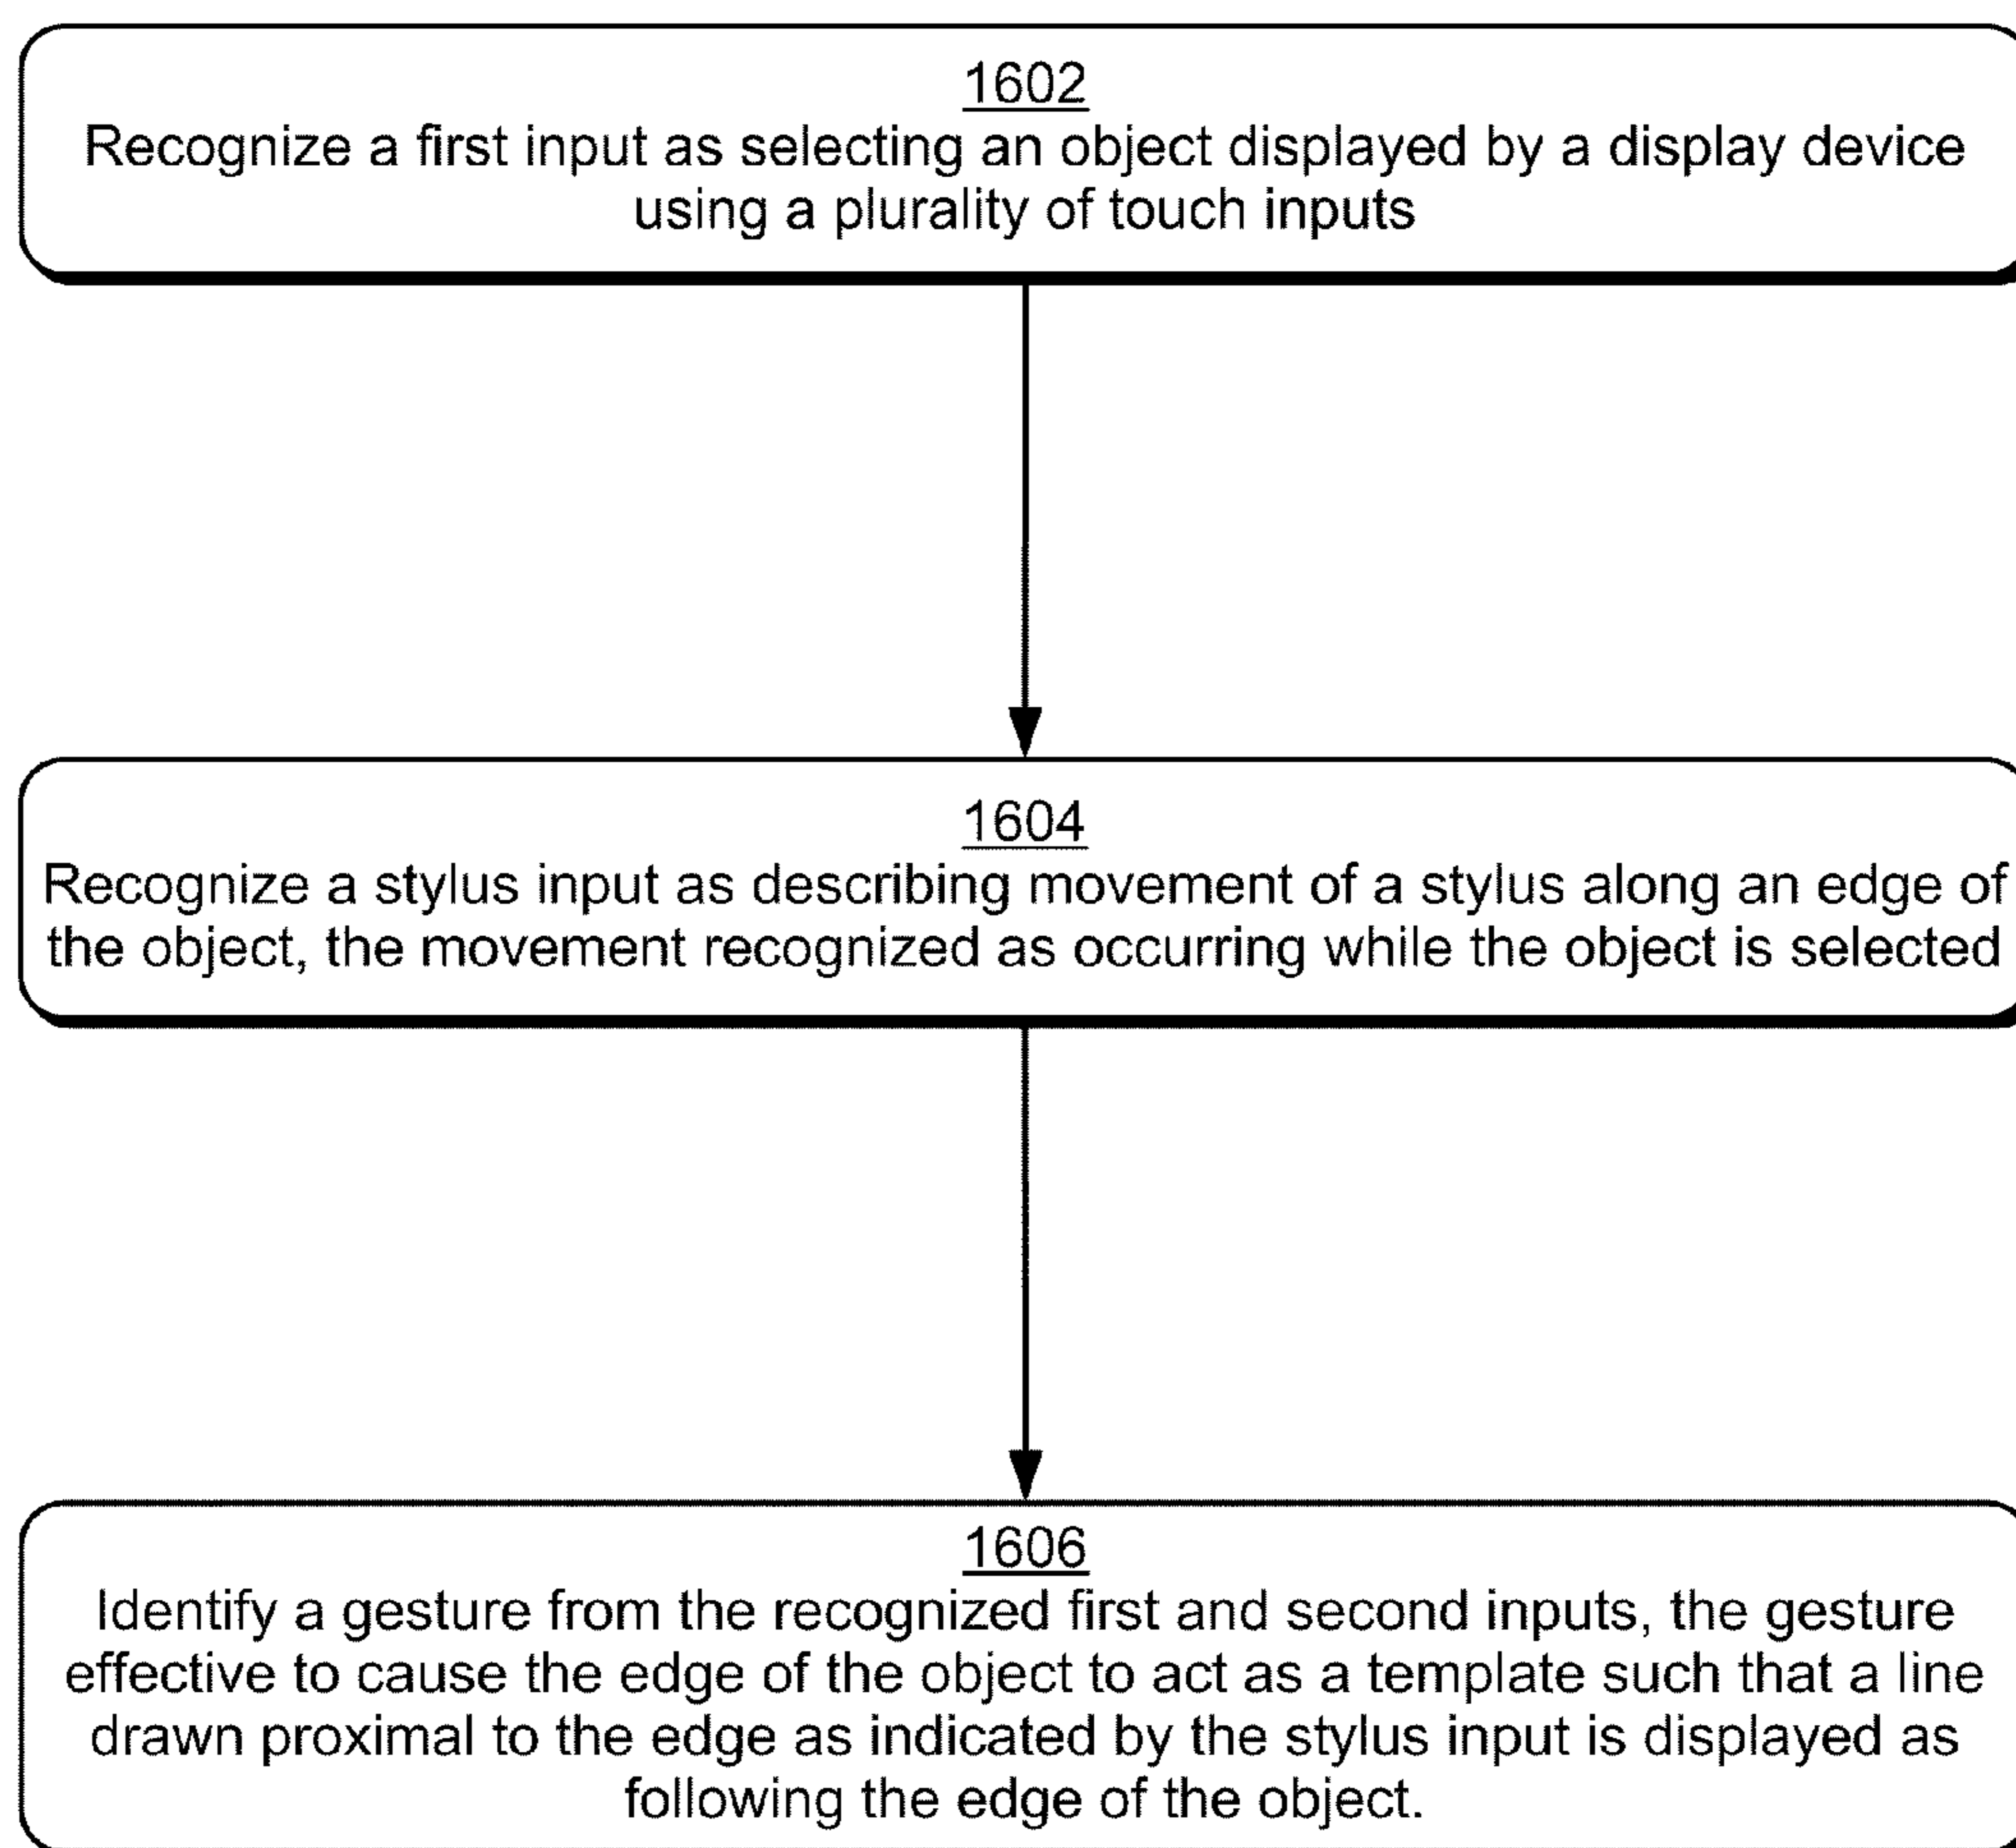 1602
Recognize a first input as selecting an object displayed by a display device
using a plurality of touch inputs
1604
Recognize a stylus input as describing movement of a stylus along an edge of
the object, the movement recognized as occurring while the object is selected
1606
Identify a gesture from the recognized first and second inputs, the gesture
effective to cause the edge of the object to act as a template such that a line
drawn proximal to the edge as indicated by the stylus input is displayed as
following the edge of the object.